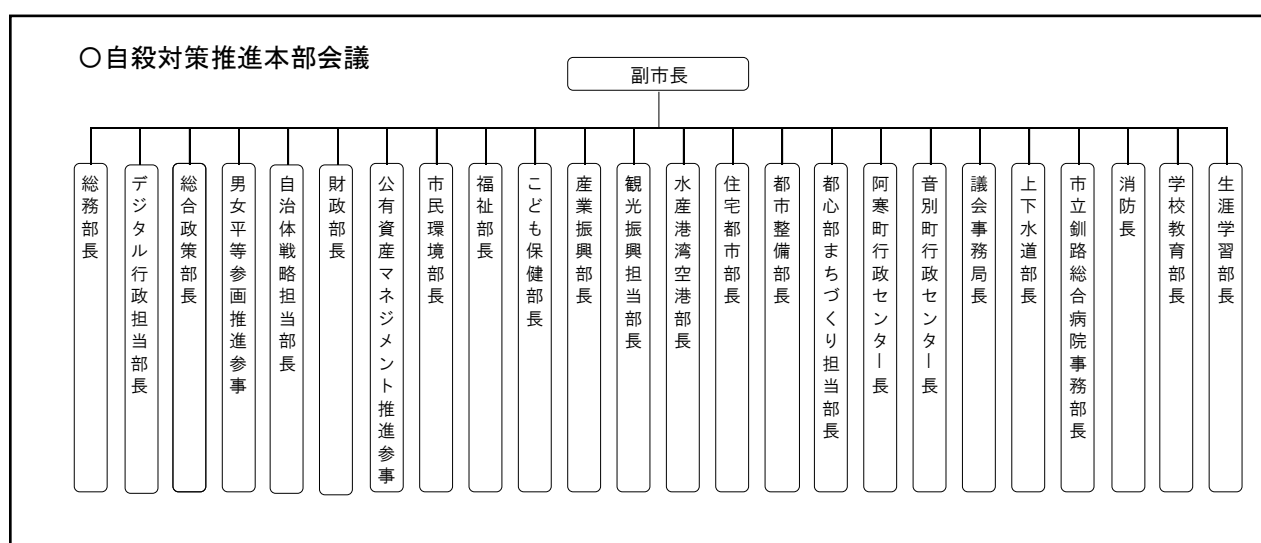 ○自殺対策推進本部会議
副市長
総務部長
デジタル行政担当部長
総合政策部長
男女平等参画推進参事
自治体戦略担当部長
財政部長
公有資産マネジメント推進参事
市民環境部長
福祉部長
こども保健部長
産業振興部長
観光振興担当部長
水産港湾空港部長
住宅都市部長
都市整備部長
都心部まちづくり担当部長
阿寒町行政センター長
音別町行政センター長
議会事務局長
上下水道部長
市立釧路総合病院事務部長
消防長
学校教育部長
生涯学習部長